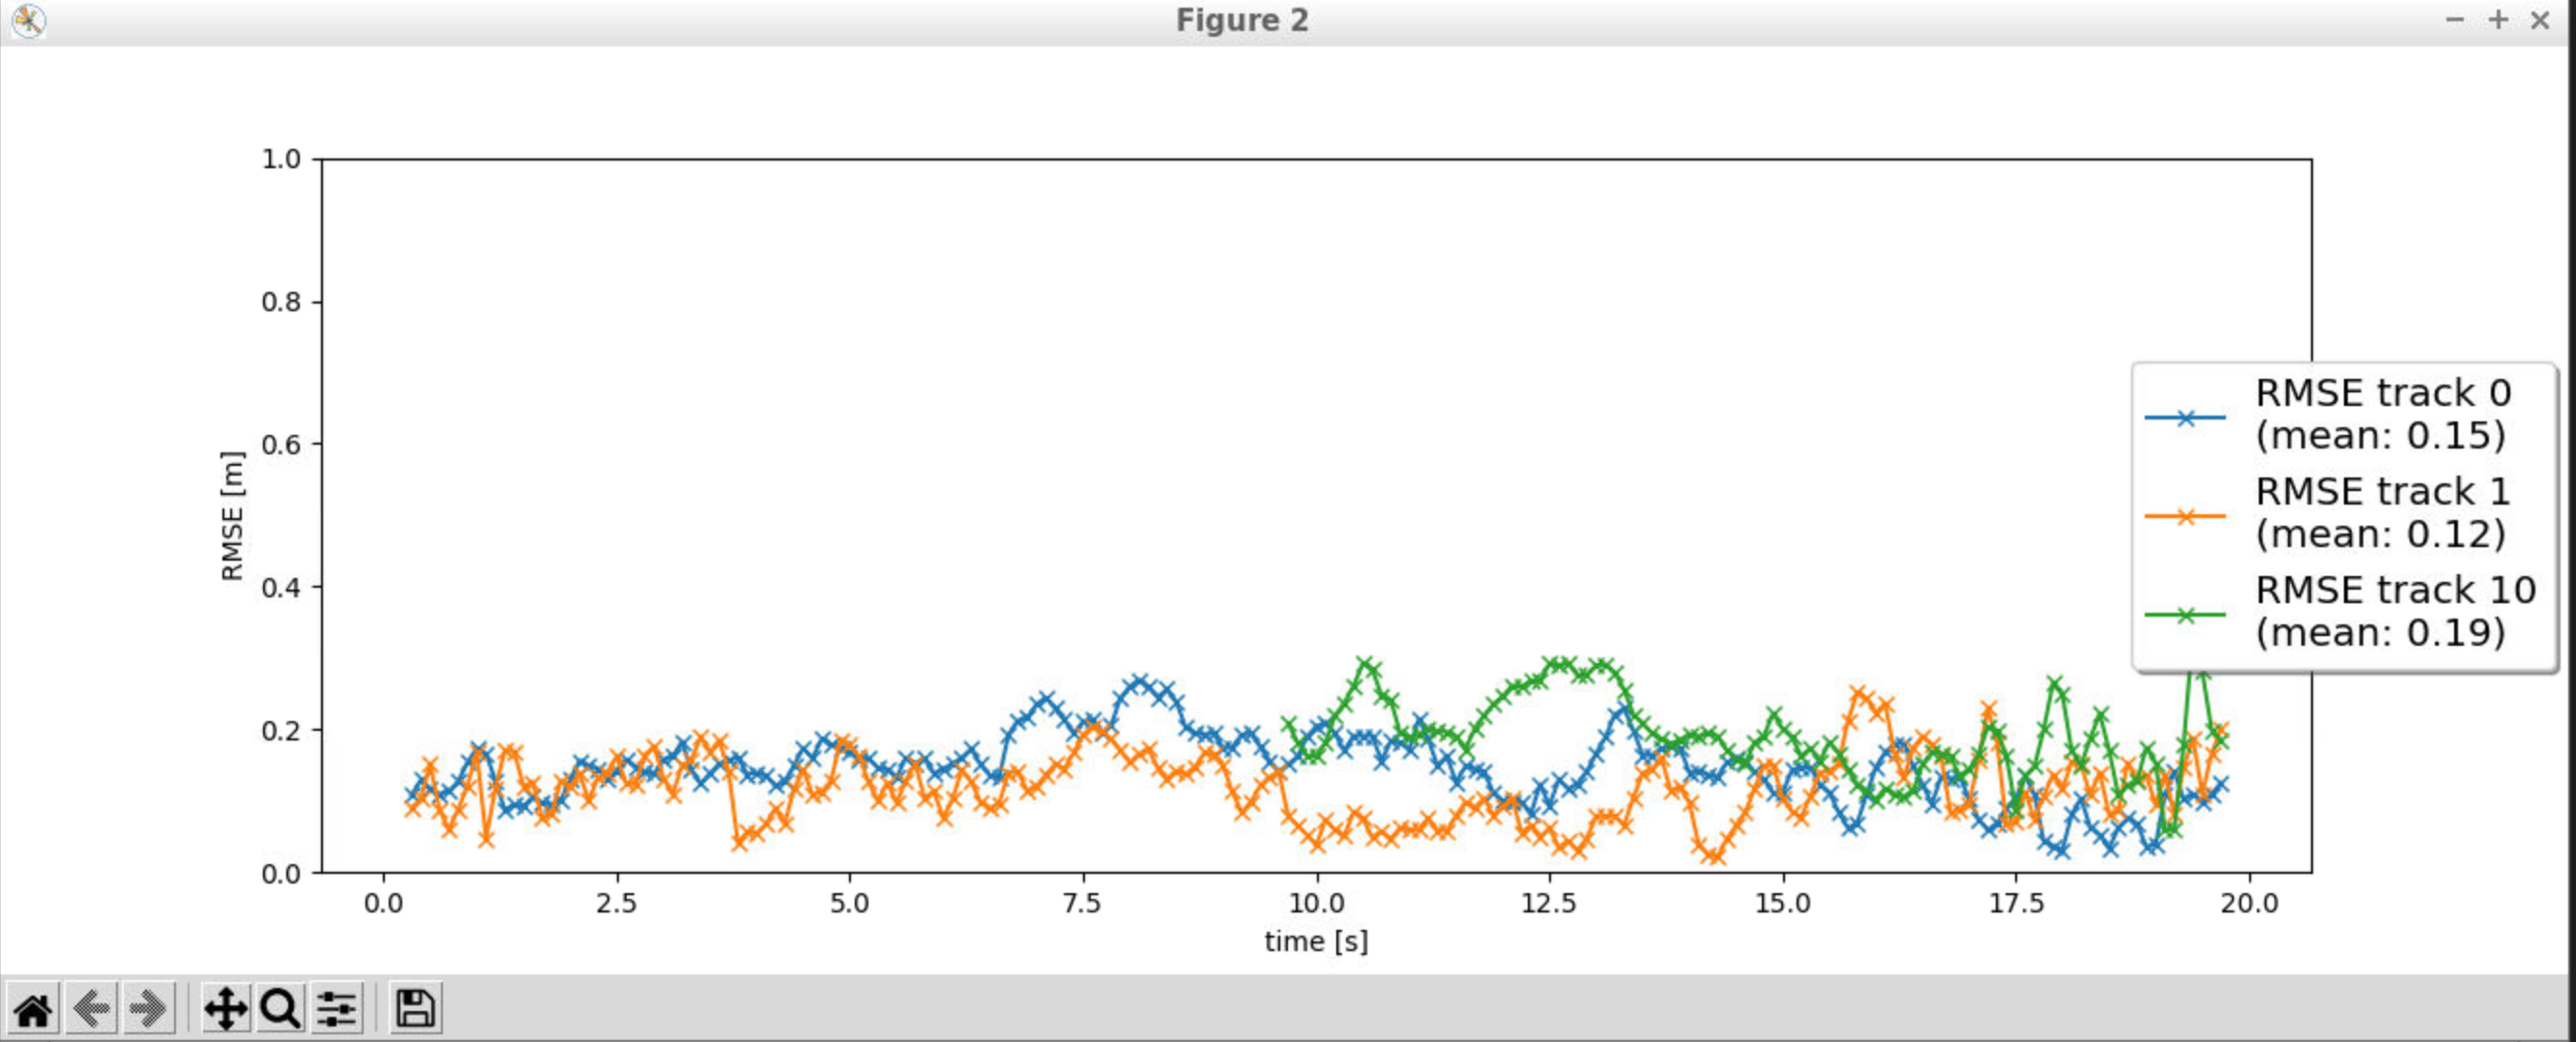 Figure 2
1.0
0.8
0.6
0.4
0.2
0.0
RMSE [m]
0.0 2.5 5.0 7.5 10.0 12.5 15.0 17.5 20.0
time [s]
RMSE track 0
(mean: 0.15)
RMSE track 1
(mean: 0.12)
RMSE track 10
(mean: 0.19)